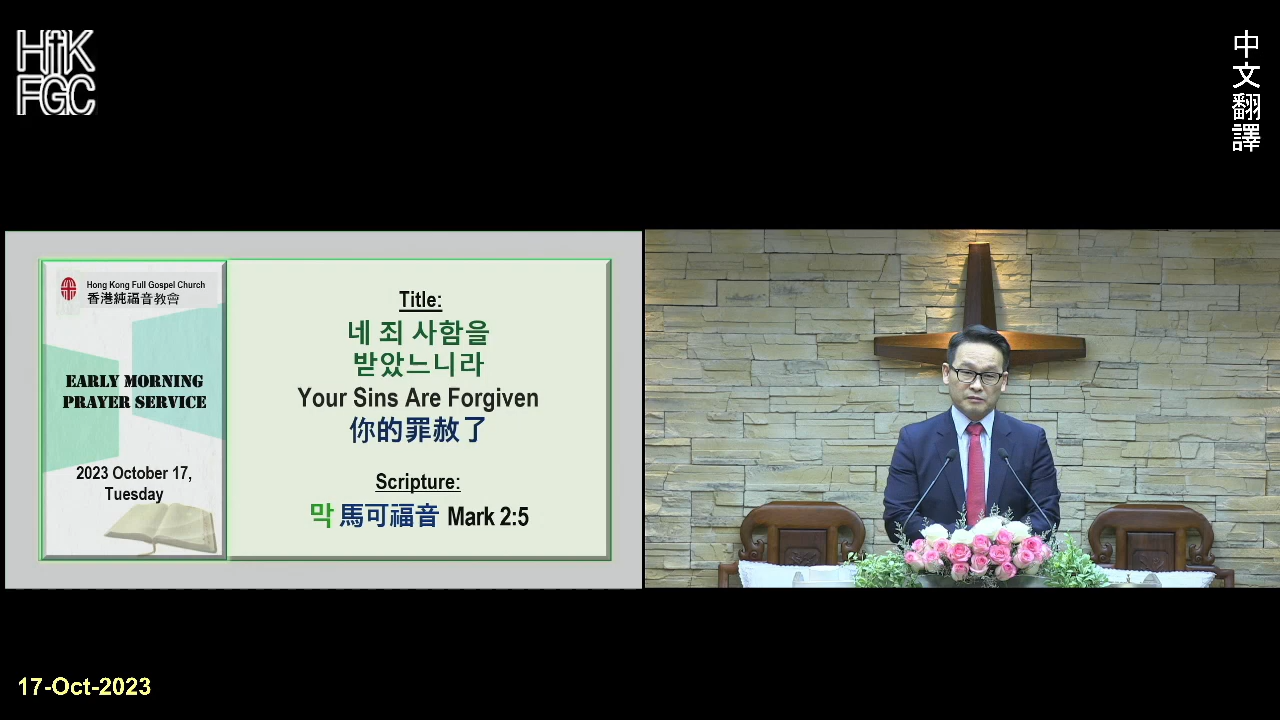 HfK
FGC
中文翻譯
Hong Kong Full Gospel Church
香港純福音教會
EARLY MORNING
PRAYER SERVICE
2023 October 17,
Tuesday
Title:
네 죄 사함을
받았느니라
Your Sins Are Forgiven
你的罪赦了
Scripture:
막 馬可福音 Mark 2:5
17-Oct-2023